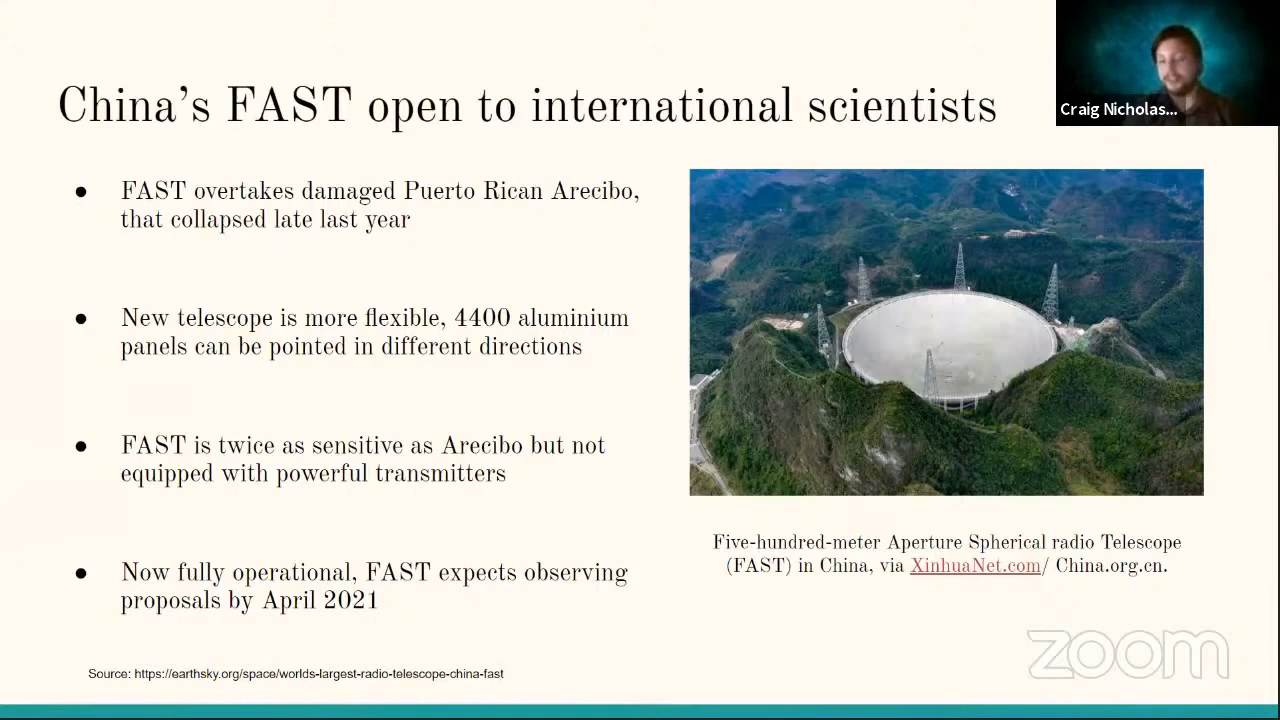 China's FAST open to international scientists
Craig Nicholas...
● FAST overtakes damaged Puerto Rican Arecibo,
that collapsed late last year
● New telescope is more flexible, 4400 aluminium
panels can be pointed in different directions
● FAST is twice as sensitive as Arecibo but not
equipped with powerful transmitters
● Now fully operational, FAST expects observing
proposals by April 2021
Five-hundred-meter Aperture Spherical radio Telescope
(FAST) in China, via XinhuaNet.com/ China.org.cn.
Source: https://earthsky.org/space/worlds-largest-radio-telescope-china-fast
zoom